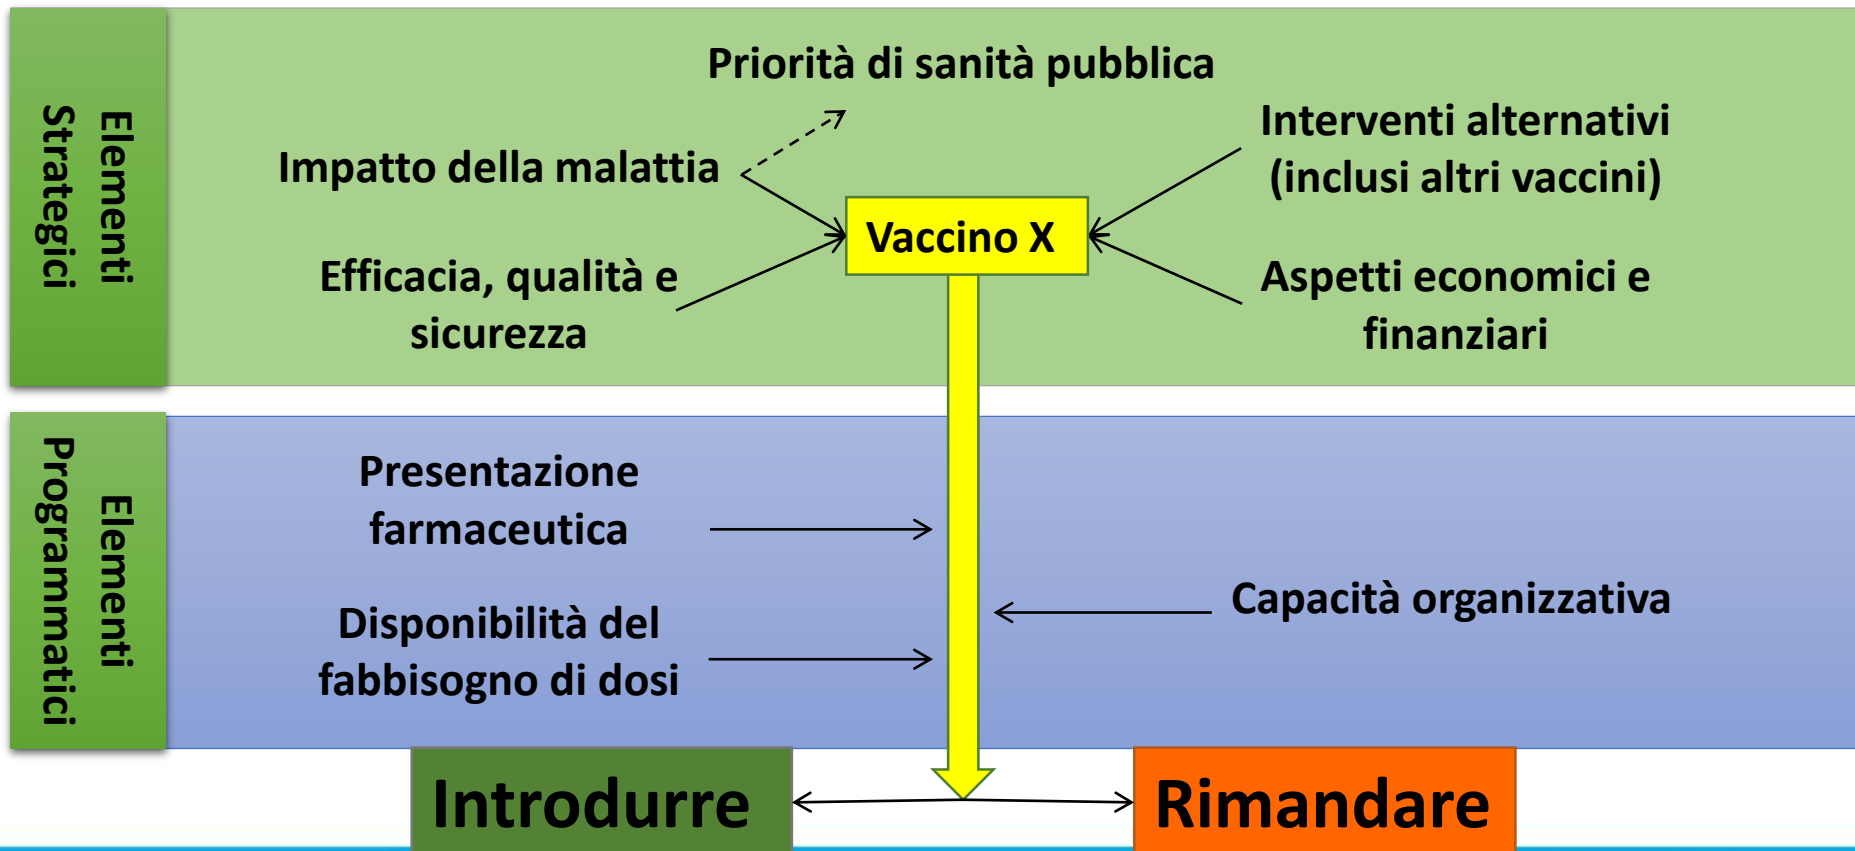 Elementi
Strategici
Priorità di sanità pubblica
Impatto della malattia
Interventi alternativi
(inclusi altri vaccini)
Vaccino X
Efficacia, qualità e
sicurezza
Aspetti economici e
finanziari
Elementi
Programmatici
Presentazione
farmaceutica
Disponibilità del
fabbisogno di dosi
Capacità organizzativa
Introdurre
Rimandare